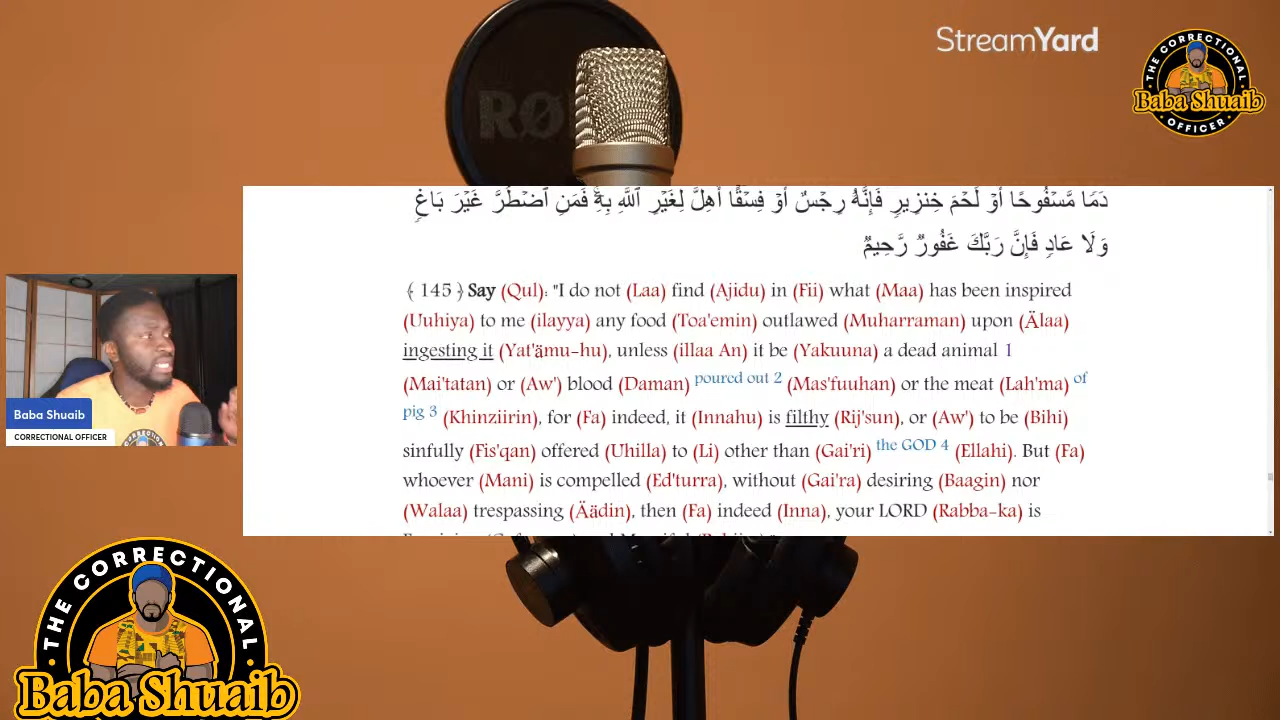 StreamYard
THE CORRECTIONAL
Baba Shuaib
OFFICER
RØ
دَمٗا مَّسۡفُوحًا أَوۡ لَحۡمَ خِنزِيرٖ فَإِنَّهُۥ رِجۡسٌ أَوۡ فِسۡقًا أُهِلَّ لِغَيۡرِ ٱللَّهِ بِهِۦۚ فَمَنِ ٱضۡطُرَّ غَيۡرَ بَاغٖ
وَلَا عَادٖ فَإِنَّ رَبَّكَ غَفُورٞ رَّحِيمٞ
﴾ 145 ﴿ Say (Qul): "I do not (Laa) find (Ajidu) in (Fii) what (Maa) has been inspired
(Uuhiya) to me (ilayya) any food (Toa'emin) outlawed (Muharraman) upon (Älaa)
ingesting it (Yat'ämu-hu), unless (illaa An) it be (Yakuuna) a dead animal 1
(Mai'tatan) or (Aw') blood (Daman) poured out 2 (Mas'fuuhan) or the meat (Lah'ma) of
pig 3 (Khinziirin), for (Fa) indeed, it (Innahu) is filthy (Rij'sun), or (Aw') to be (Bihi)
sinfully (Fis'qan) offered (Uhilla) to (Li) other than (Gai'ri) the GOD 4 (Ellahi). But (Fa)
whoever (Mani) is compelled (Ed'turra), without (Gai'ra) desiring (Baagin) nor
(Walaa) trespassing (Äädin), then (Fa) indeed (Inna), your LORD (Rabba-ka) is
Baba Shuaib
CORRECTIONAL OFFICER
THE CORRECTIONAL
Baba Shuaib